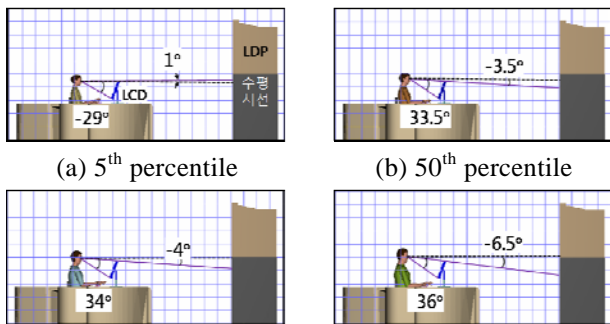 LDP
1°
수평
시선
LCD
-29°
-3.5°
33.5°
(a) 5th percentile
(b) 50th percentile
-4°
34°
-6.5°
36°